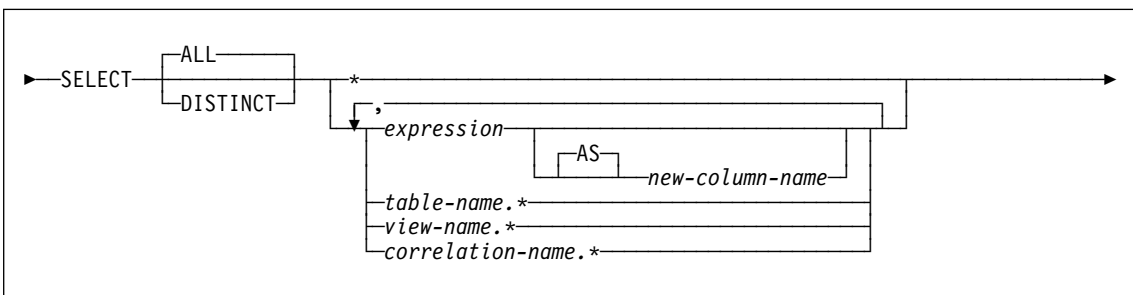 ALL
SELECT *
DISTINCT
,
expression
AS
new-column-name
table-name.*
view-name.*
correlation-name.*